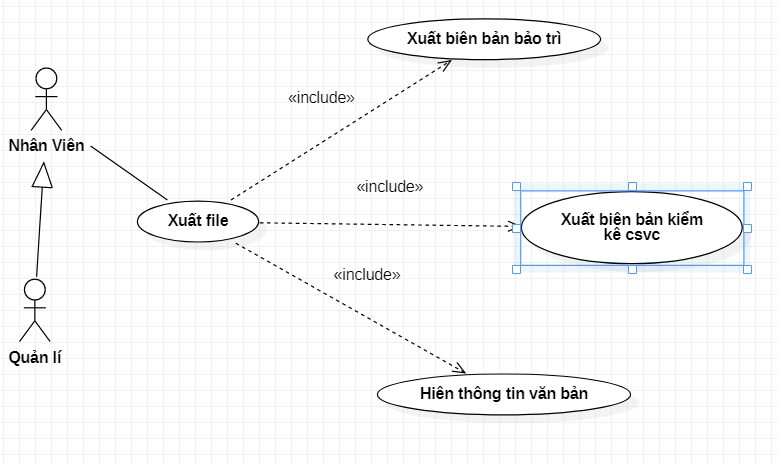 Xuất biên bản bảo trì
«include»
Nhân Viên
«include»
Xuất file
Xuất biên bản kiểm
kê csvc
«include»
Quản lí
Hiên thông tin văn bản